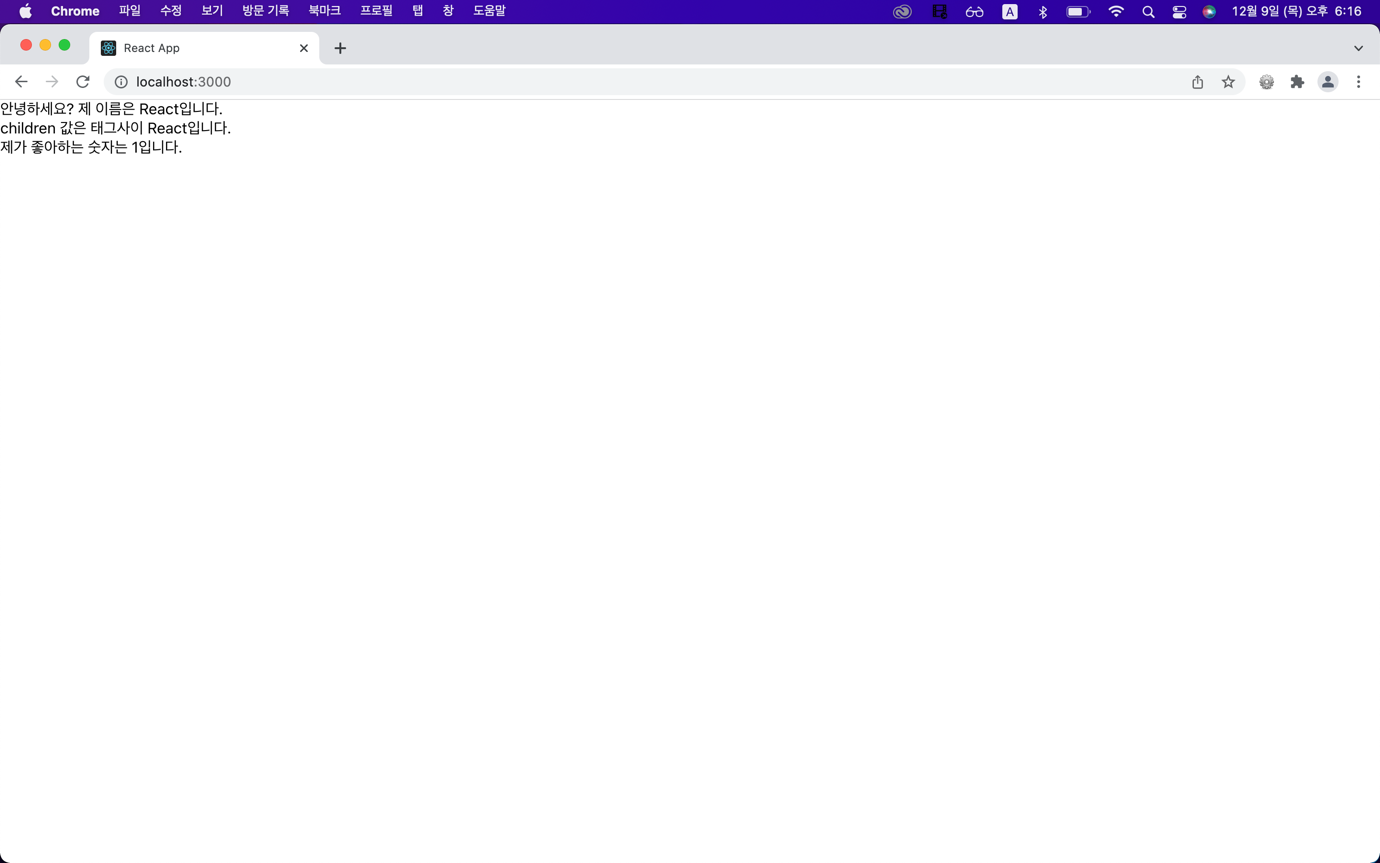 Chrome 파일 수정 보기 방문 기록 북마크 프로필 탭 창 도움말 A 12월 9일 (목) 오후 6:16
React App
localhost:3000
안녕하세요? 제 이름은 React입니다.
children 값은 태그사이 React입니다.
제가 좋아하는 숫자는 1입니다.